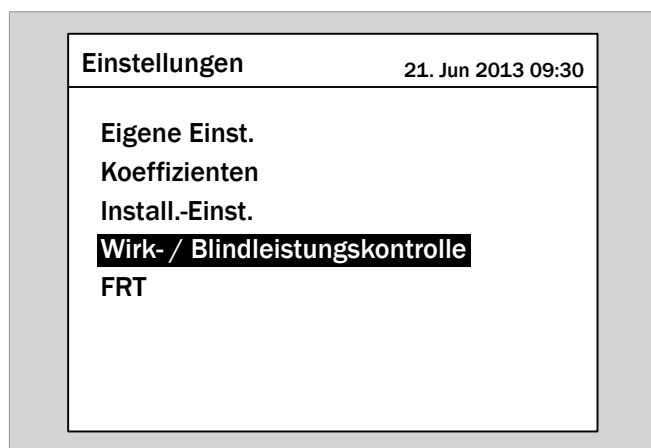 Einstellungen 21. Jun 2013 09:30
Eigene Einst.
Koeffizienten
Install.-Einst.
Wirk- / Blindleistungskontrolle
FRT